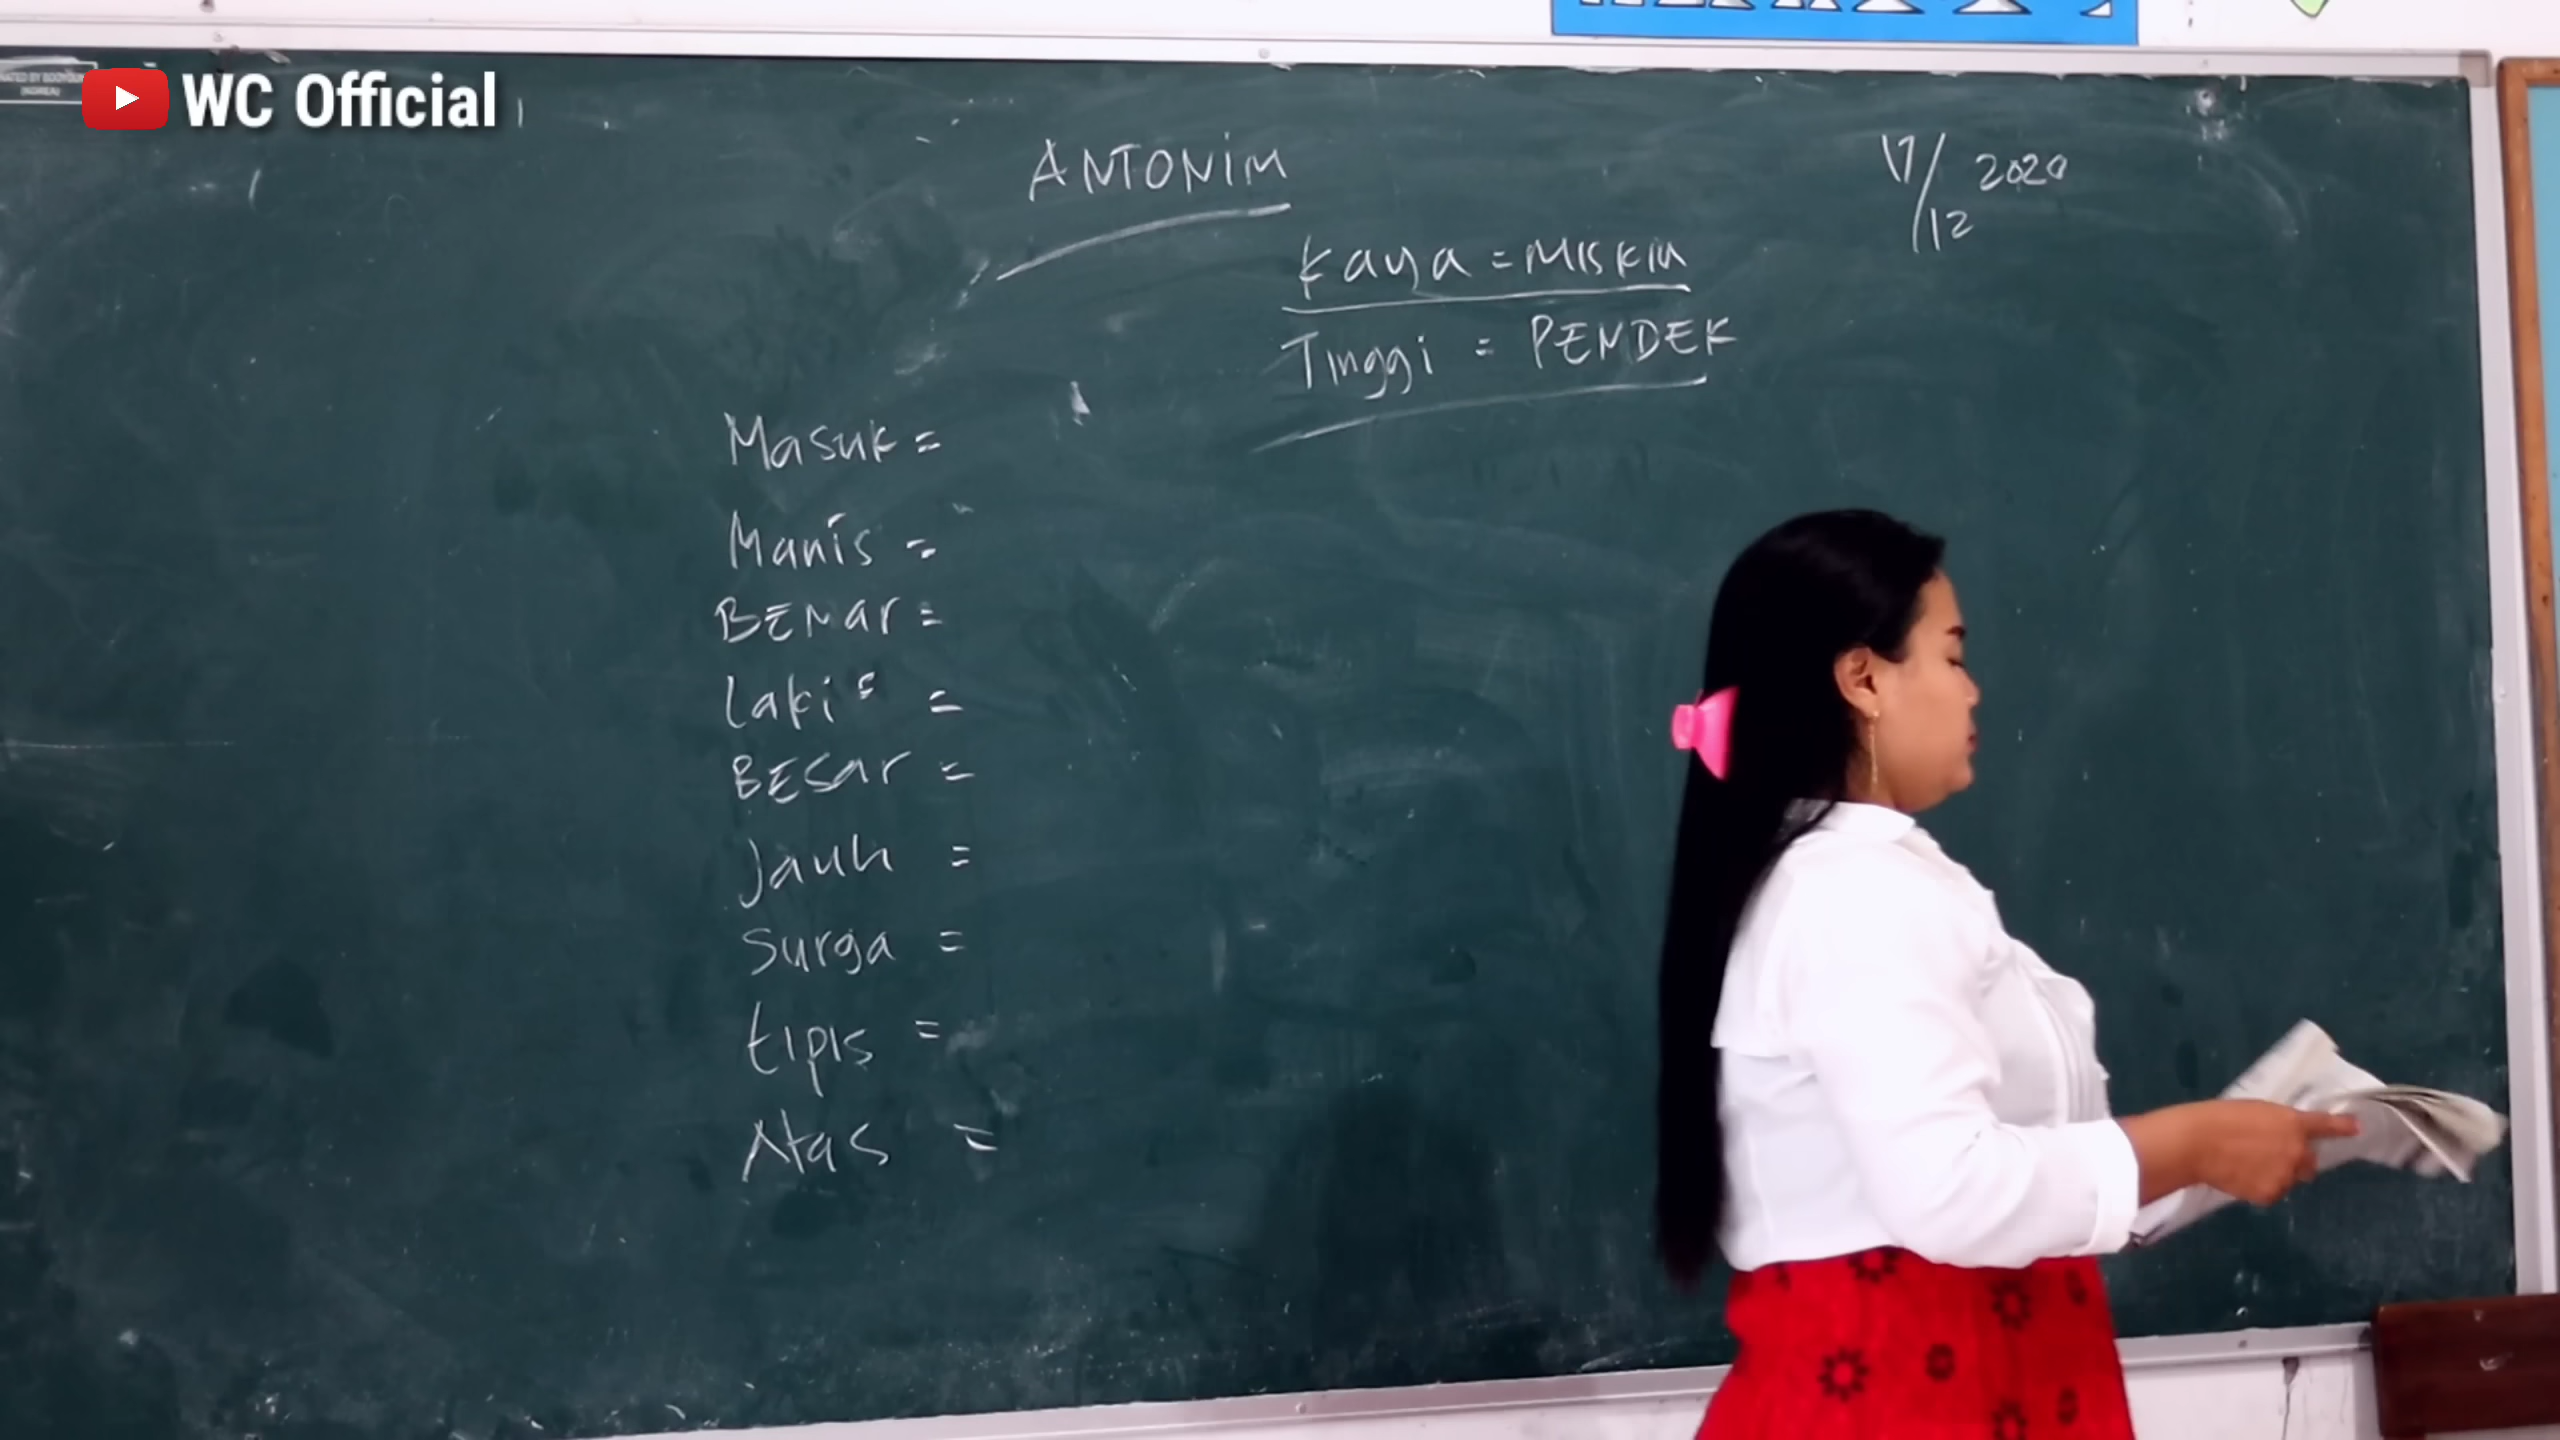 WC Official
ANTONIM
17/12 2020
Kaya = MISKIN
Tinggi = PENDEK
Masuk =
Manis =
BENar =
Laki² =
BESar =
Jauh =
Surga =
tipis =
Atas =